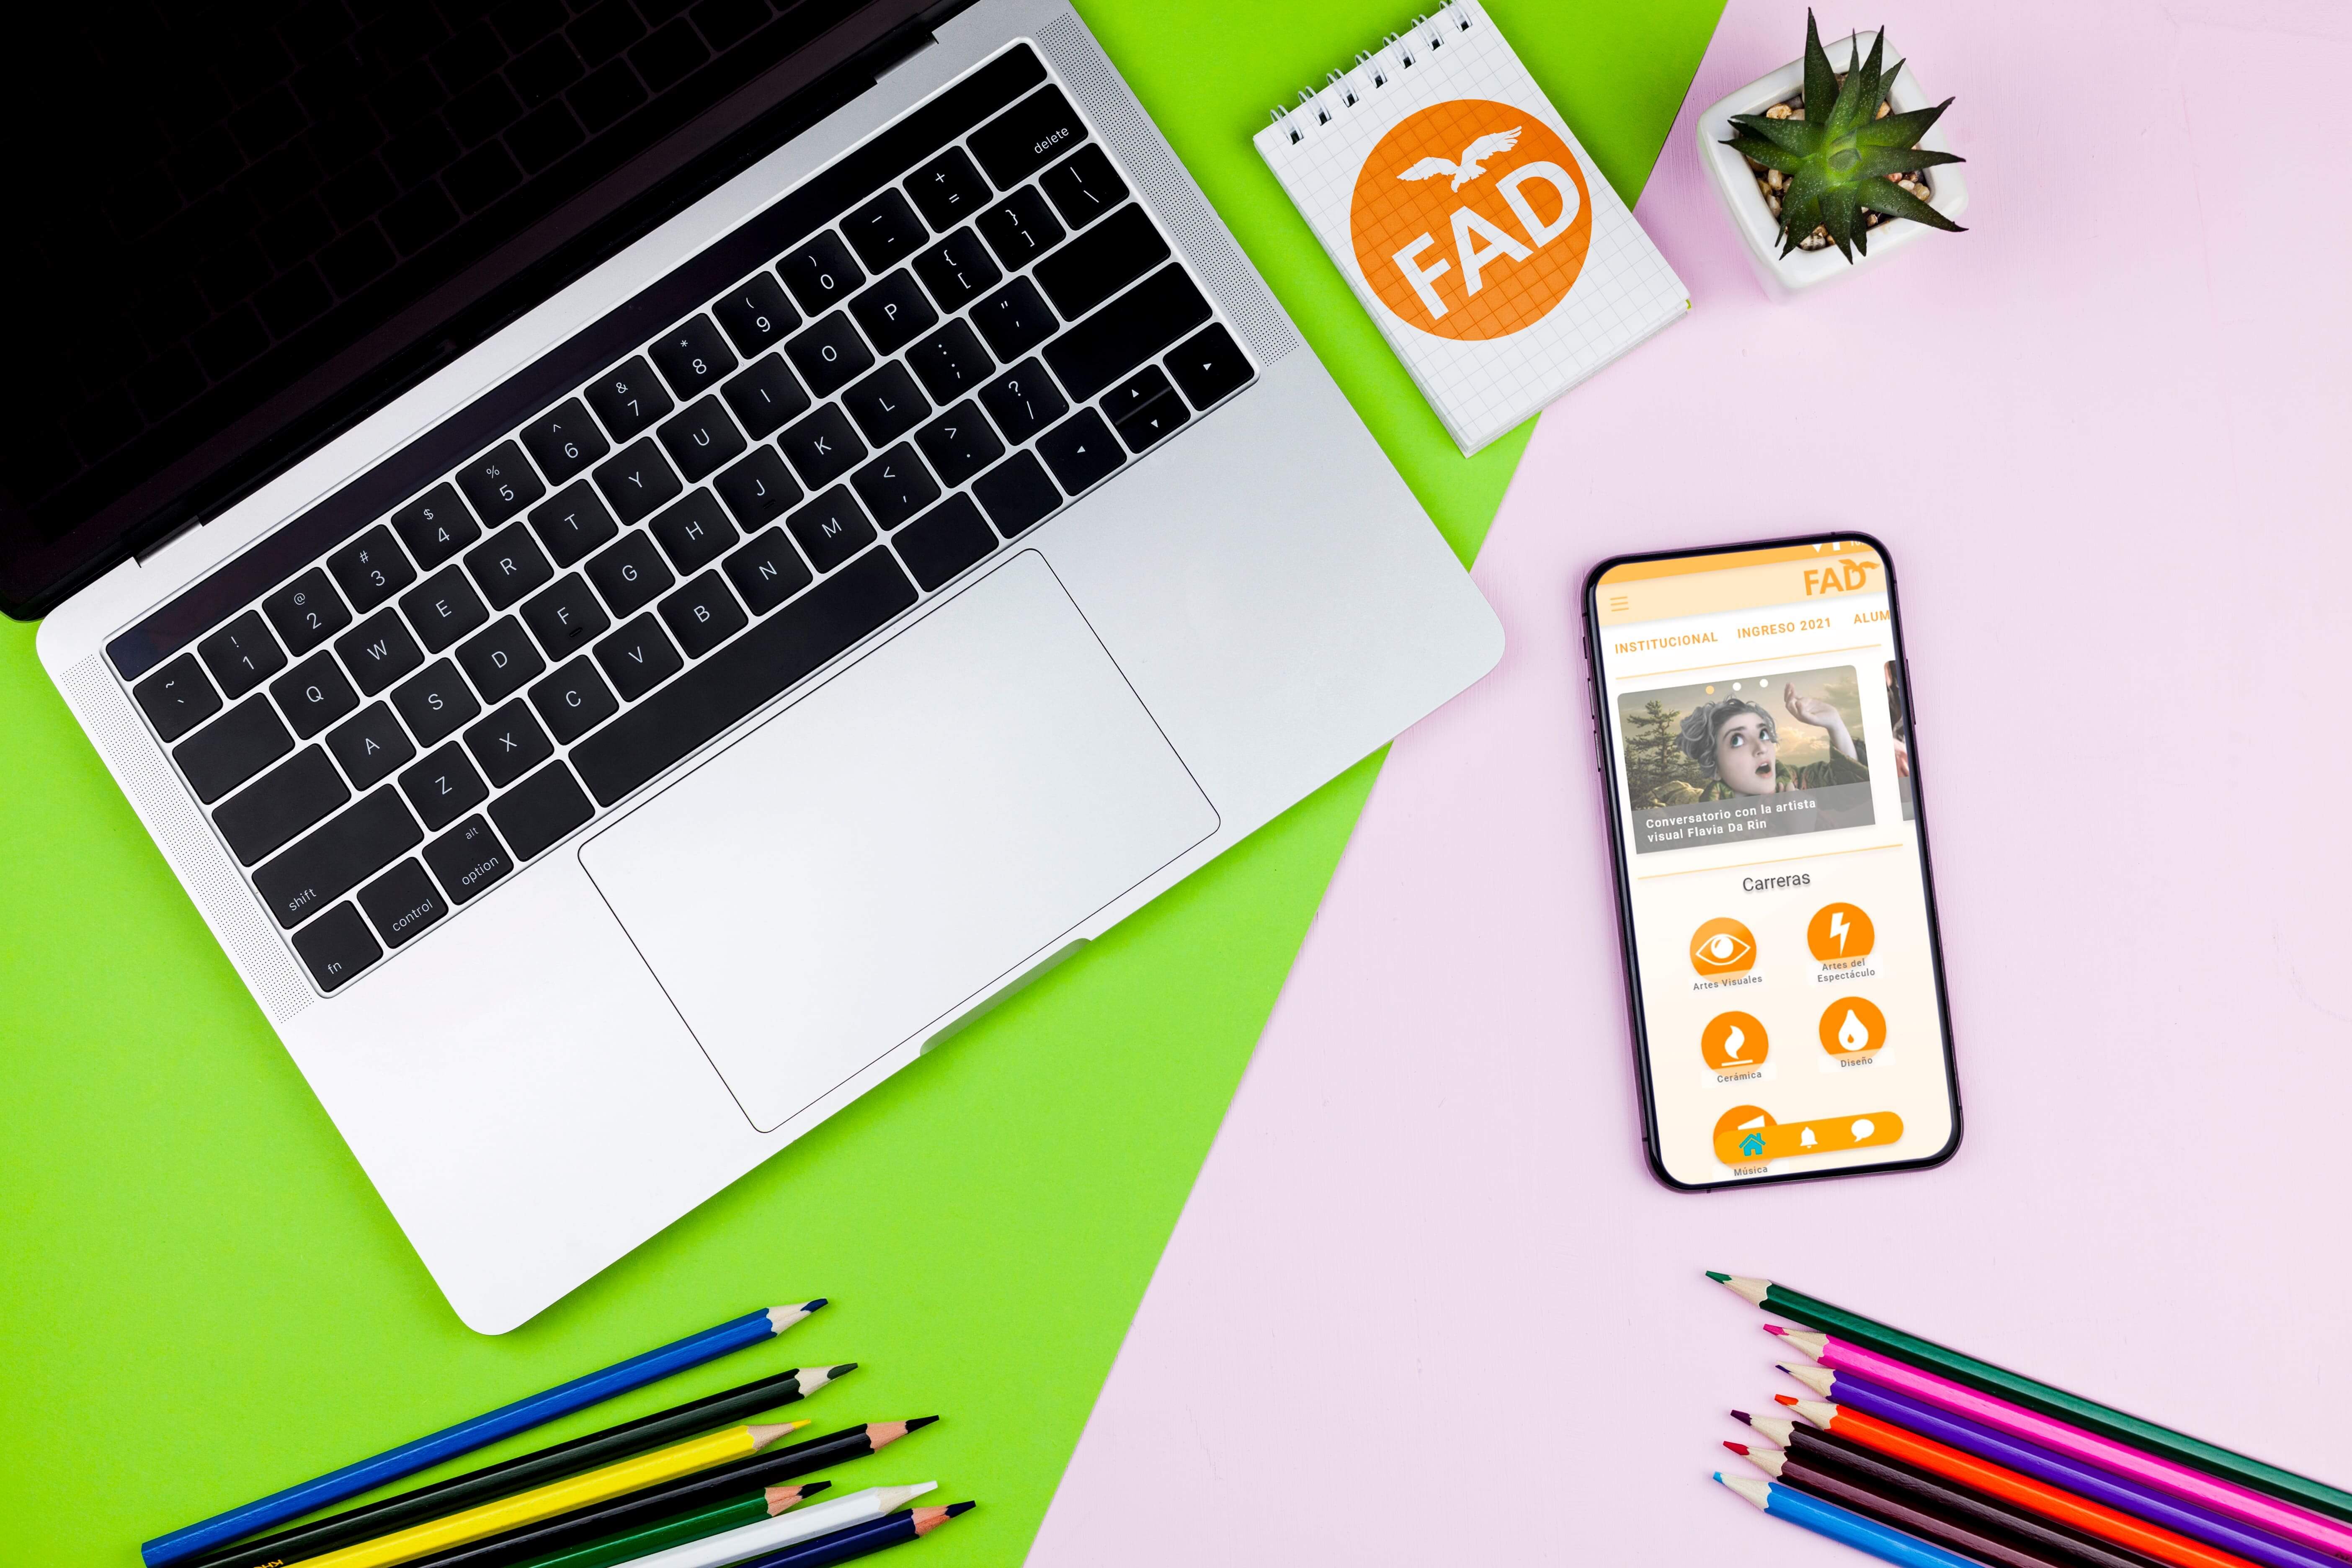 delete
~ `
! 1
@ 2
# 3
$ 4
% 5
^ 6
& 7
* 8
( 9
) 0
_ -
+ =
Q W E R T Y U I O P { [ } ] | \
A S D F G H J K L : ; " '
shift Z X C V B N M < , > . ? /
fn control alt option
FAD
FAD
INSTITUCIONAL INGRESO 2021 ALUM
Conversatorio con la artista
visual Flavia Da Rin
Carreras
Artes Visuales
Artes del
Espectáculo
Cerámica
Diseño
Música